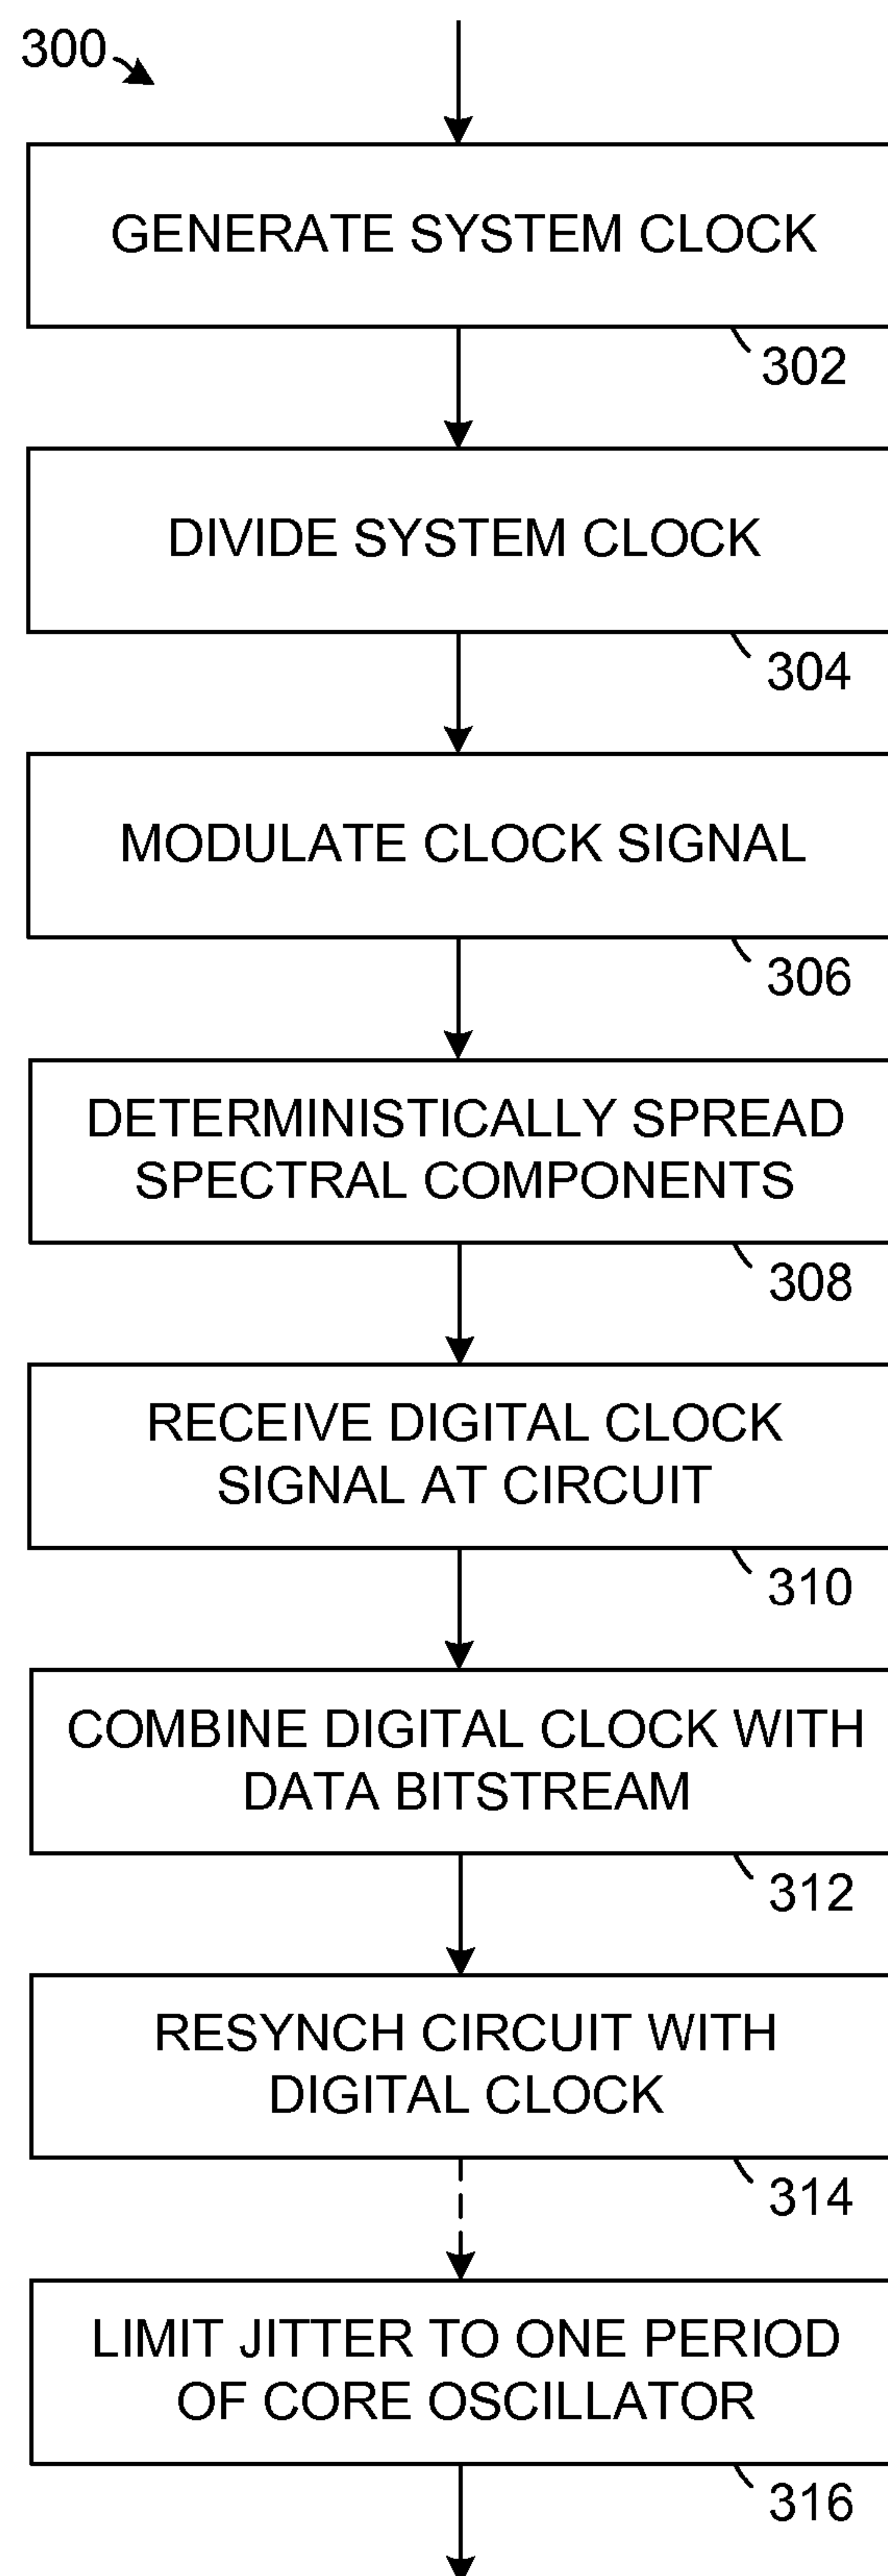 300
GENERATE SYSTEM CLOCK
302
DIVIDE SYSTEM CLOCK
304
MODULATE CLOCK SIGNAL
306
DETERMINISTICALLY SPREAD
SPECTRAL COMPONENTS
308
RECEIVE DIGITAL CLOCK
SIGNAL AT CIRCUIT
310
COMBINE DIGITAL CLOCK WITH
DATA BITSTREAM
312
RESYNCH CIRCUIT WITH
DIGITAL CLOCK
314
LIMIT JITTER TO ONE PERIOD
OF CORE OSCILLATOR
316